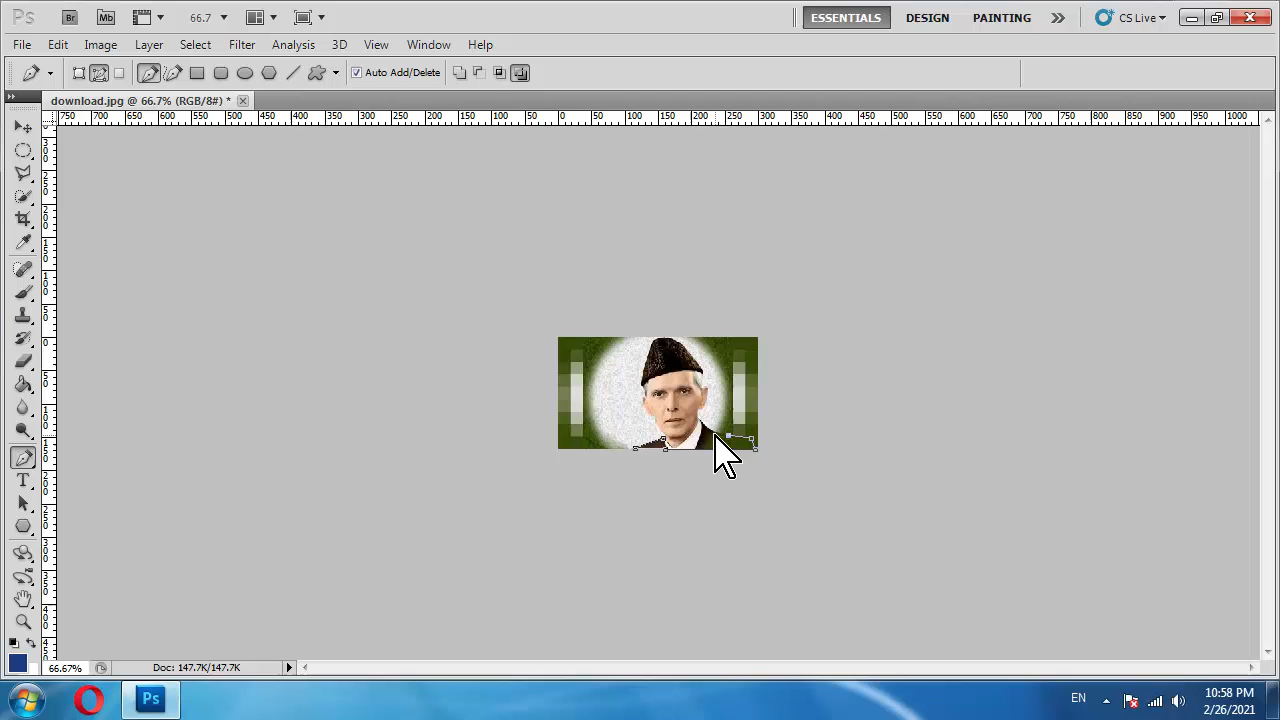 Ps Br Mb 66.7 ESSENTIALS DESIGN PAINTING CS Live
File Edit Image Layer Select Filter Analysis 3D View Window Help
Auto Add/Delete
download.jpg @ 66.7% (RGB/8#) *
750 700 650 600 550 500 450 400 350 300 250 200 150 100 50 0 50 100 150 200 250 300 350 400 450 500 550 600 650 700 750 800 850 900 950 1000
66.67% Doc: 147.7K/147.7K
Ps EN 10:58 PM
2/26/2021